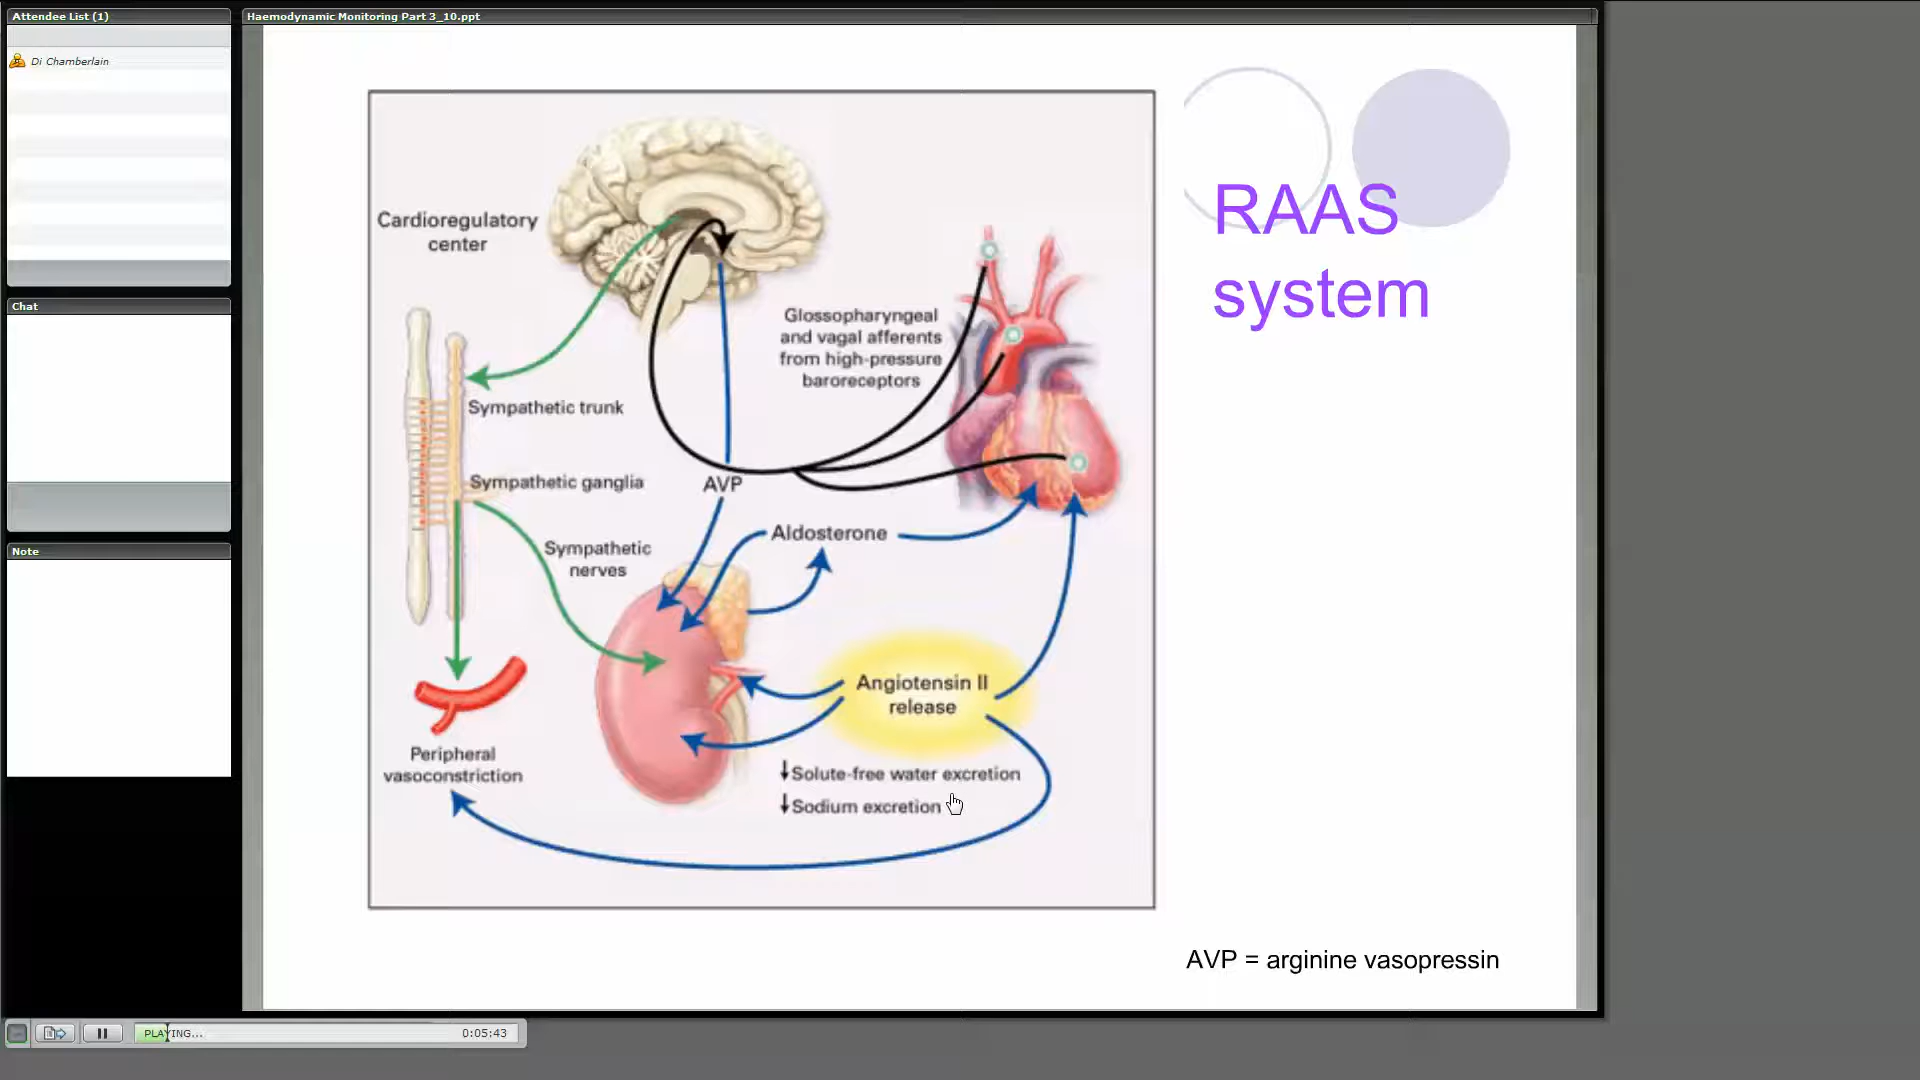 Attendee List (1)
Di Chamberlain
Chat
Note
Haemodynamic Monitoring Part 3_10.ppt
RAAS
system
Cardioregulatory
center
Glossopharyngeal
and vagal afferents
from high-pressure
baroreceptors
Sympathetic trunk
Sympathetic ganglia
AVP
Aldosterone
Sympathetic
nerves
Angiotensin II
release
Peripheral
vasoconstriction
↓Solute-free water excretion
↓Sodium excretion
AVP = arginine vasopressin
PLAYING...
0:05:43